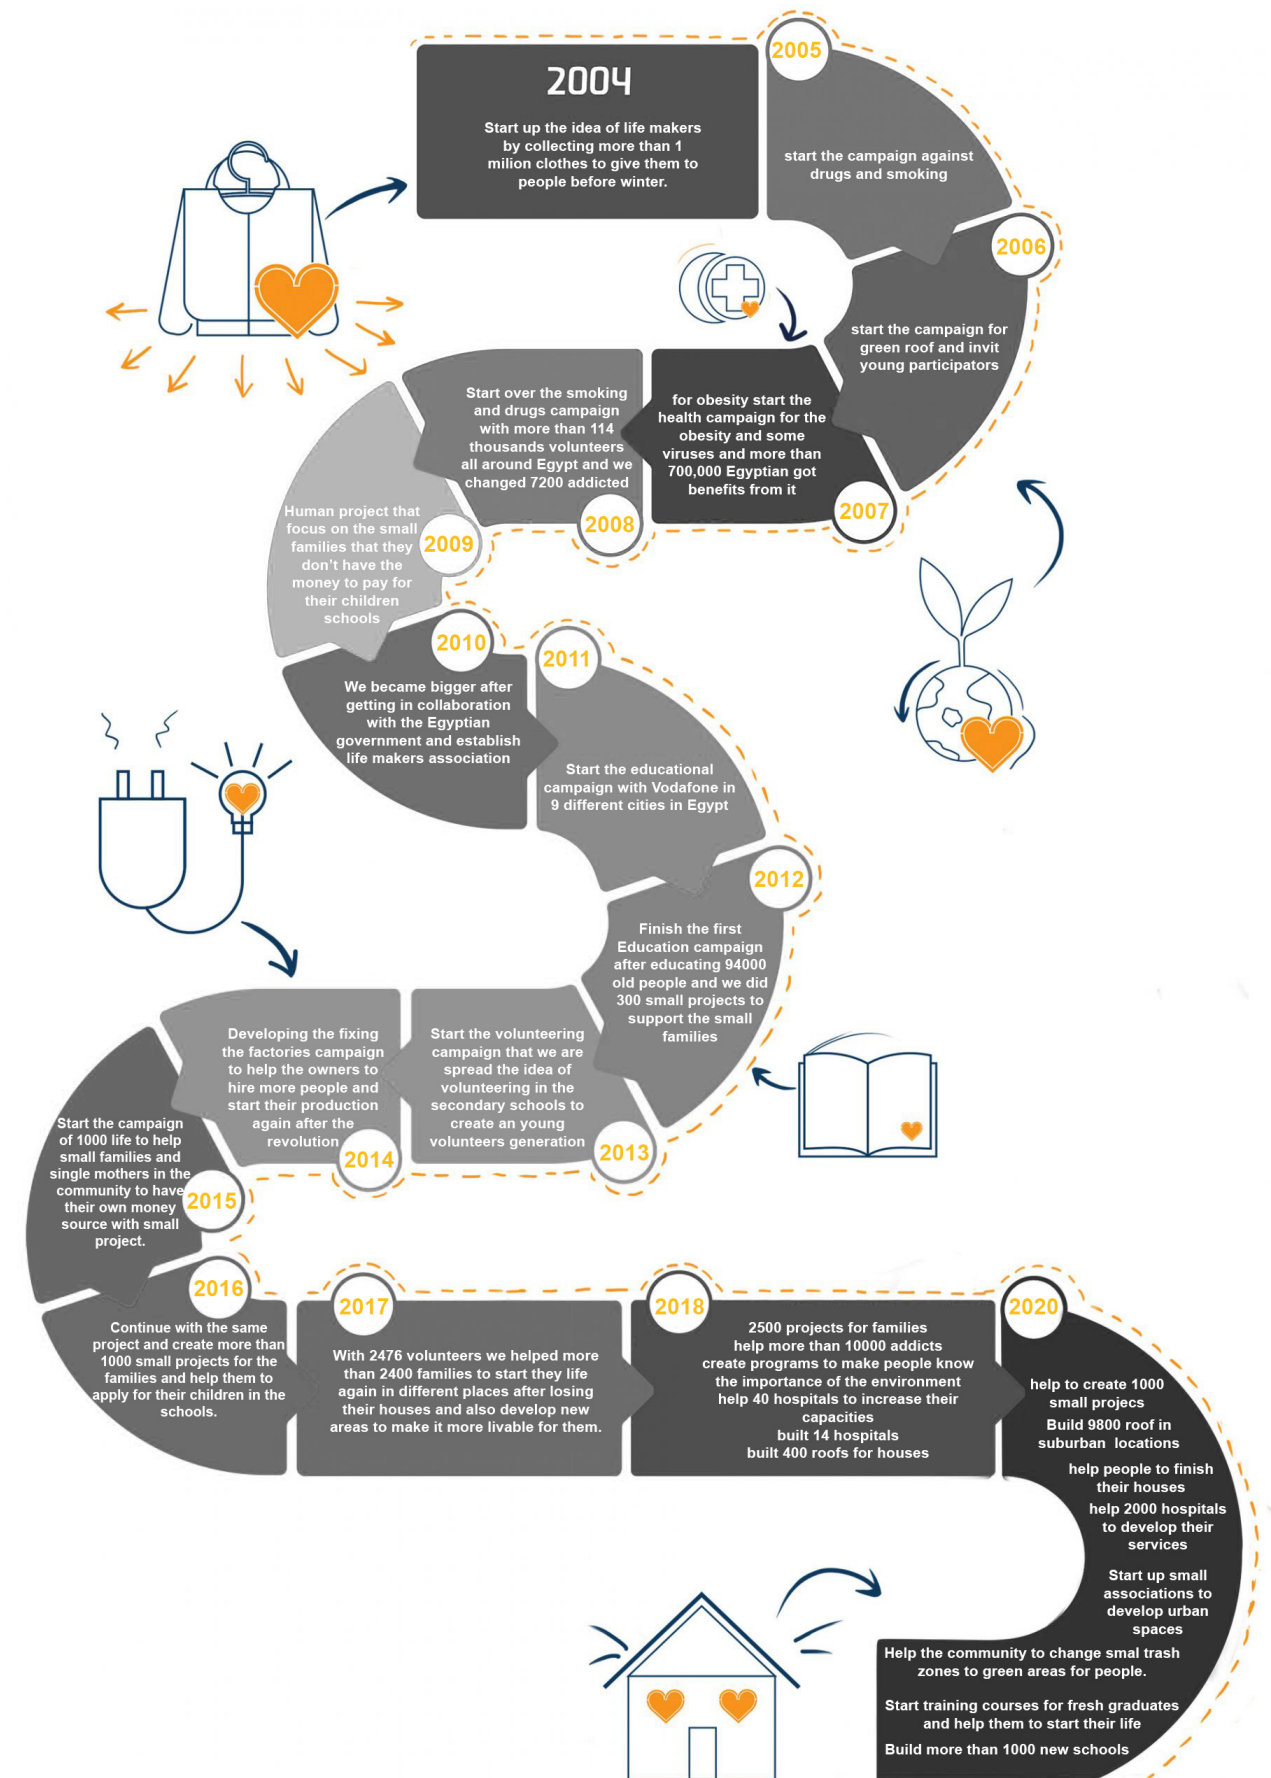 2004
Start up the idea of life makers
by collecting more than 1
milion clothes to give them to
people before winter.
2005
start the campaign against
drugs and smoking
2006
start the campaign for
green roof and invit
young participators
for obesity start the
health campaign for the
obesity and some
viruses and more than
700,000 Egyptian got
benefits from it
2007
Start over the smoking
and drugs campaign
with more than 114
thousands volunteers
all around Egypt and we
changed 7200 addicted
2008
Human project that
focus on the small
families that they
don't have the
money to pay for
their children
schools
2009
2010
We became bigger after
getting in collaboration
with the Egyptian
government and establish
life makers association
2011
Start the educational
campaign with Vodafone in
9 different cities in Egypt
2012
Finish the first
Education campaign
after educating 94000
old people and we did
300 small projects to
support the small
families
Start the volunteering
campaign that we are
spread the idea of
volunteering in the
secondary schools to
create an young
volunteers generation
2013
Developing the fixing
the factories campaign
to help the owners to
hire more people and
start their production
again after the
revolution
2014
Start the campaign
of 1000 life to help
small families and
single mothers in the
community to have
their own money
source with small
project.
2015
2016
Continue with the same
project and create more than
1000 small projects for the
families and help them to
apply for their children in the
schools.
2017
With 2476 volunteers we helped more
than 2400 families to start they life
again in different places after losing
their houses and also develop new
areas to make it more livable for them.
2018
2500 projects for families
help more than 10000 addicts
create programs to make people know
the importance of the environment
help 40 hospitals to increase their
capacities
built 14 hospitals
built 400 roofs for houses
2020
help to create 1000
small projecs
Build 9800 roof in
suburban locations
help people to finish
their houses
help 2000 hospitals
to develop their
services
Start up small
associations to
develop urban
spaces
Help the community to change smal trash
zones to green areas for people.
Start training courses for fresh graduates
and help them to start their life
Build more than 1000 new schools